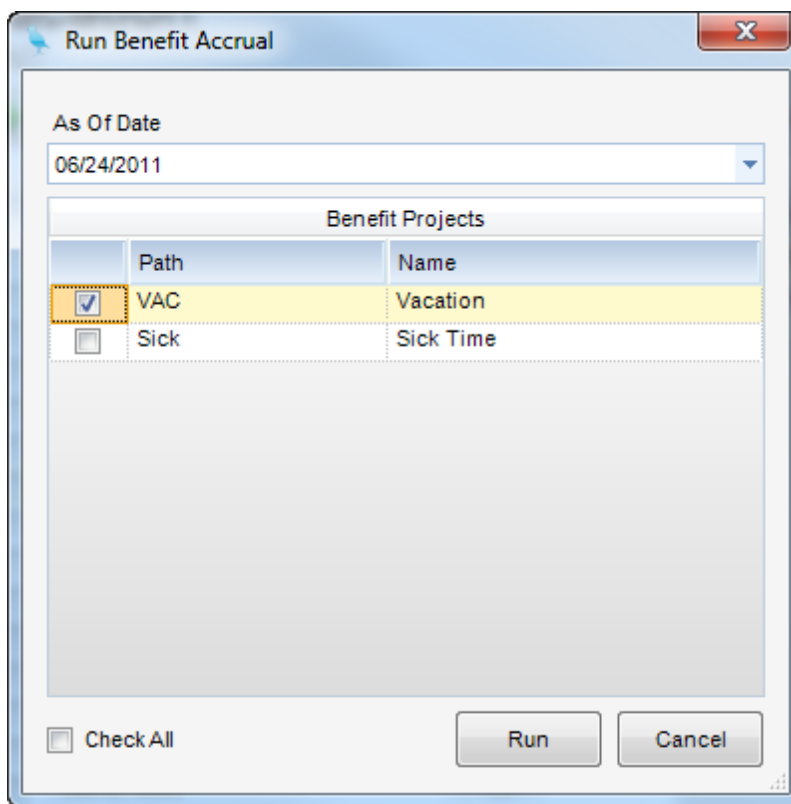 Run Benefit Accrual
As Of Date
06/24/2011
Benefit Projects
Path Name
VAC Vacation
Sick Sick Time
Check All Run Cancel